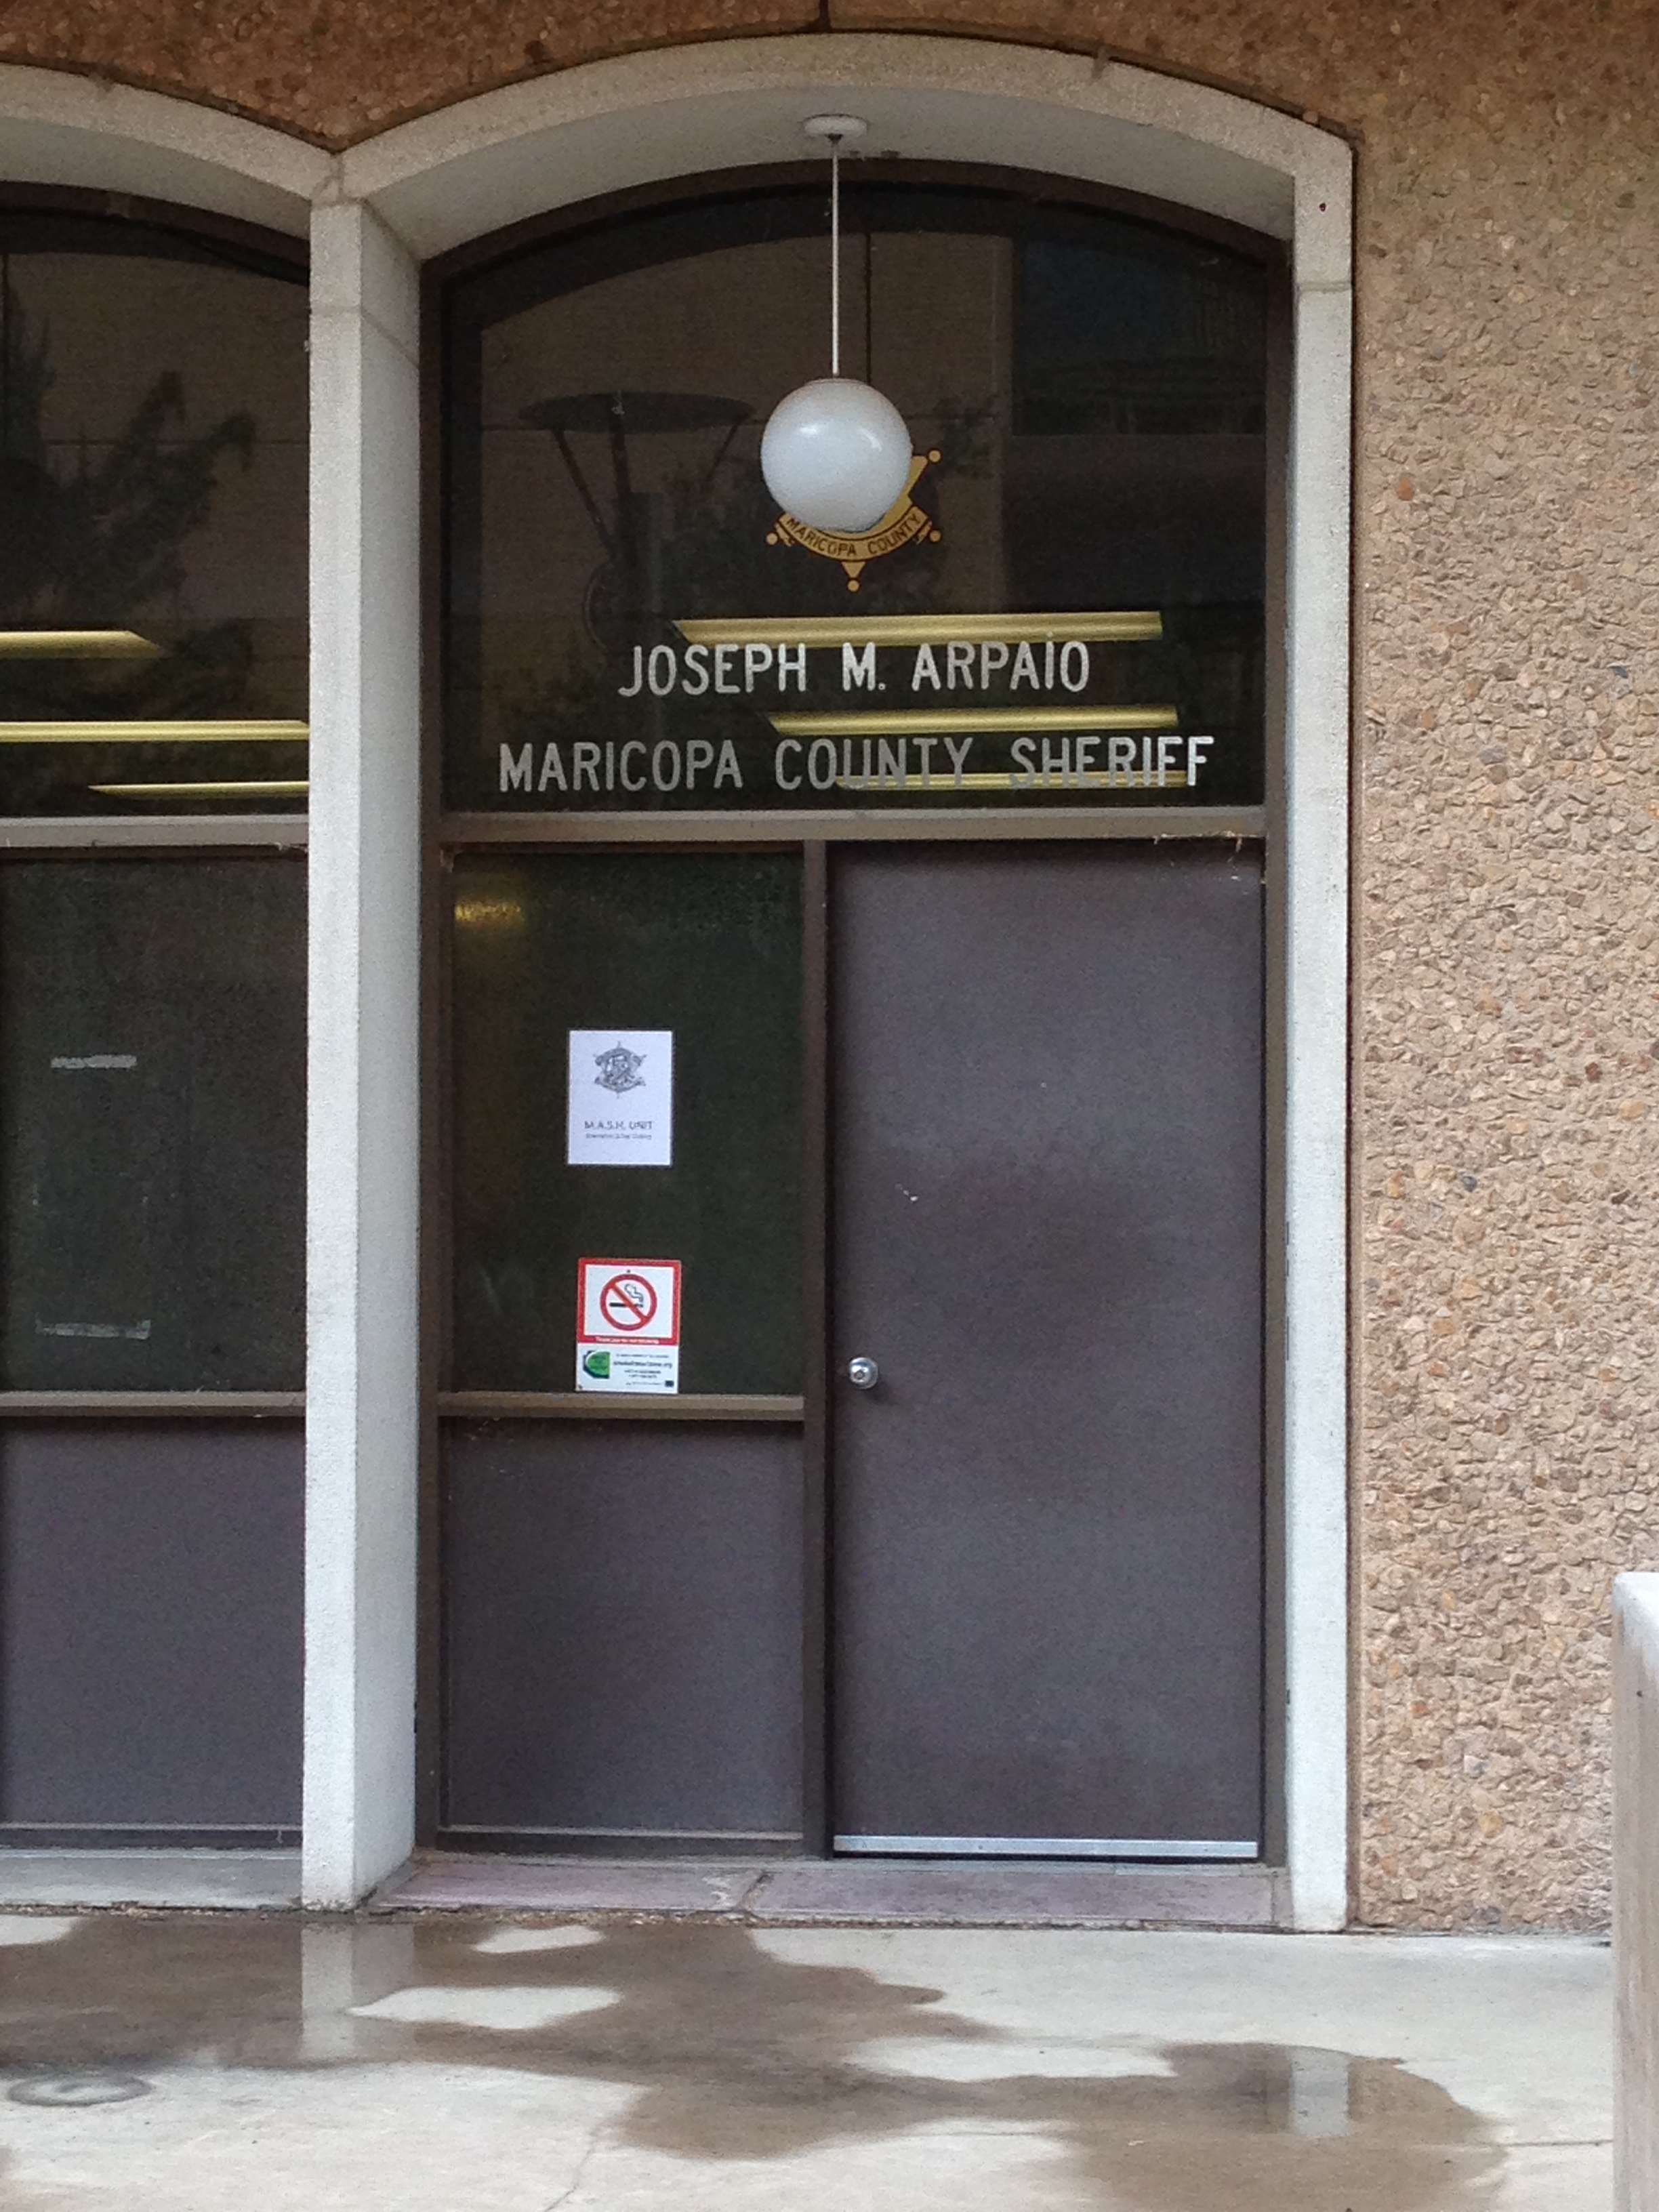 MARICOPA COUNTY
JOSEPH M. ARPAIO
MARICOPA COUNTY SHERIFF
M.A.S.H. UNIT